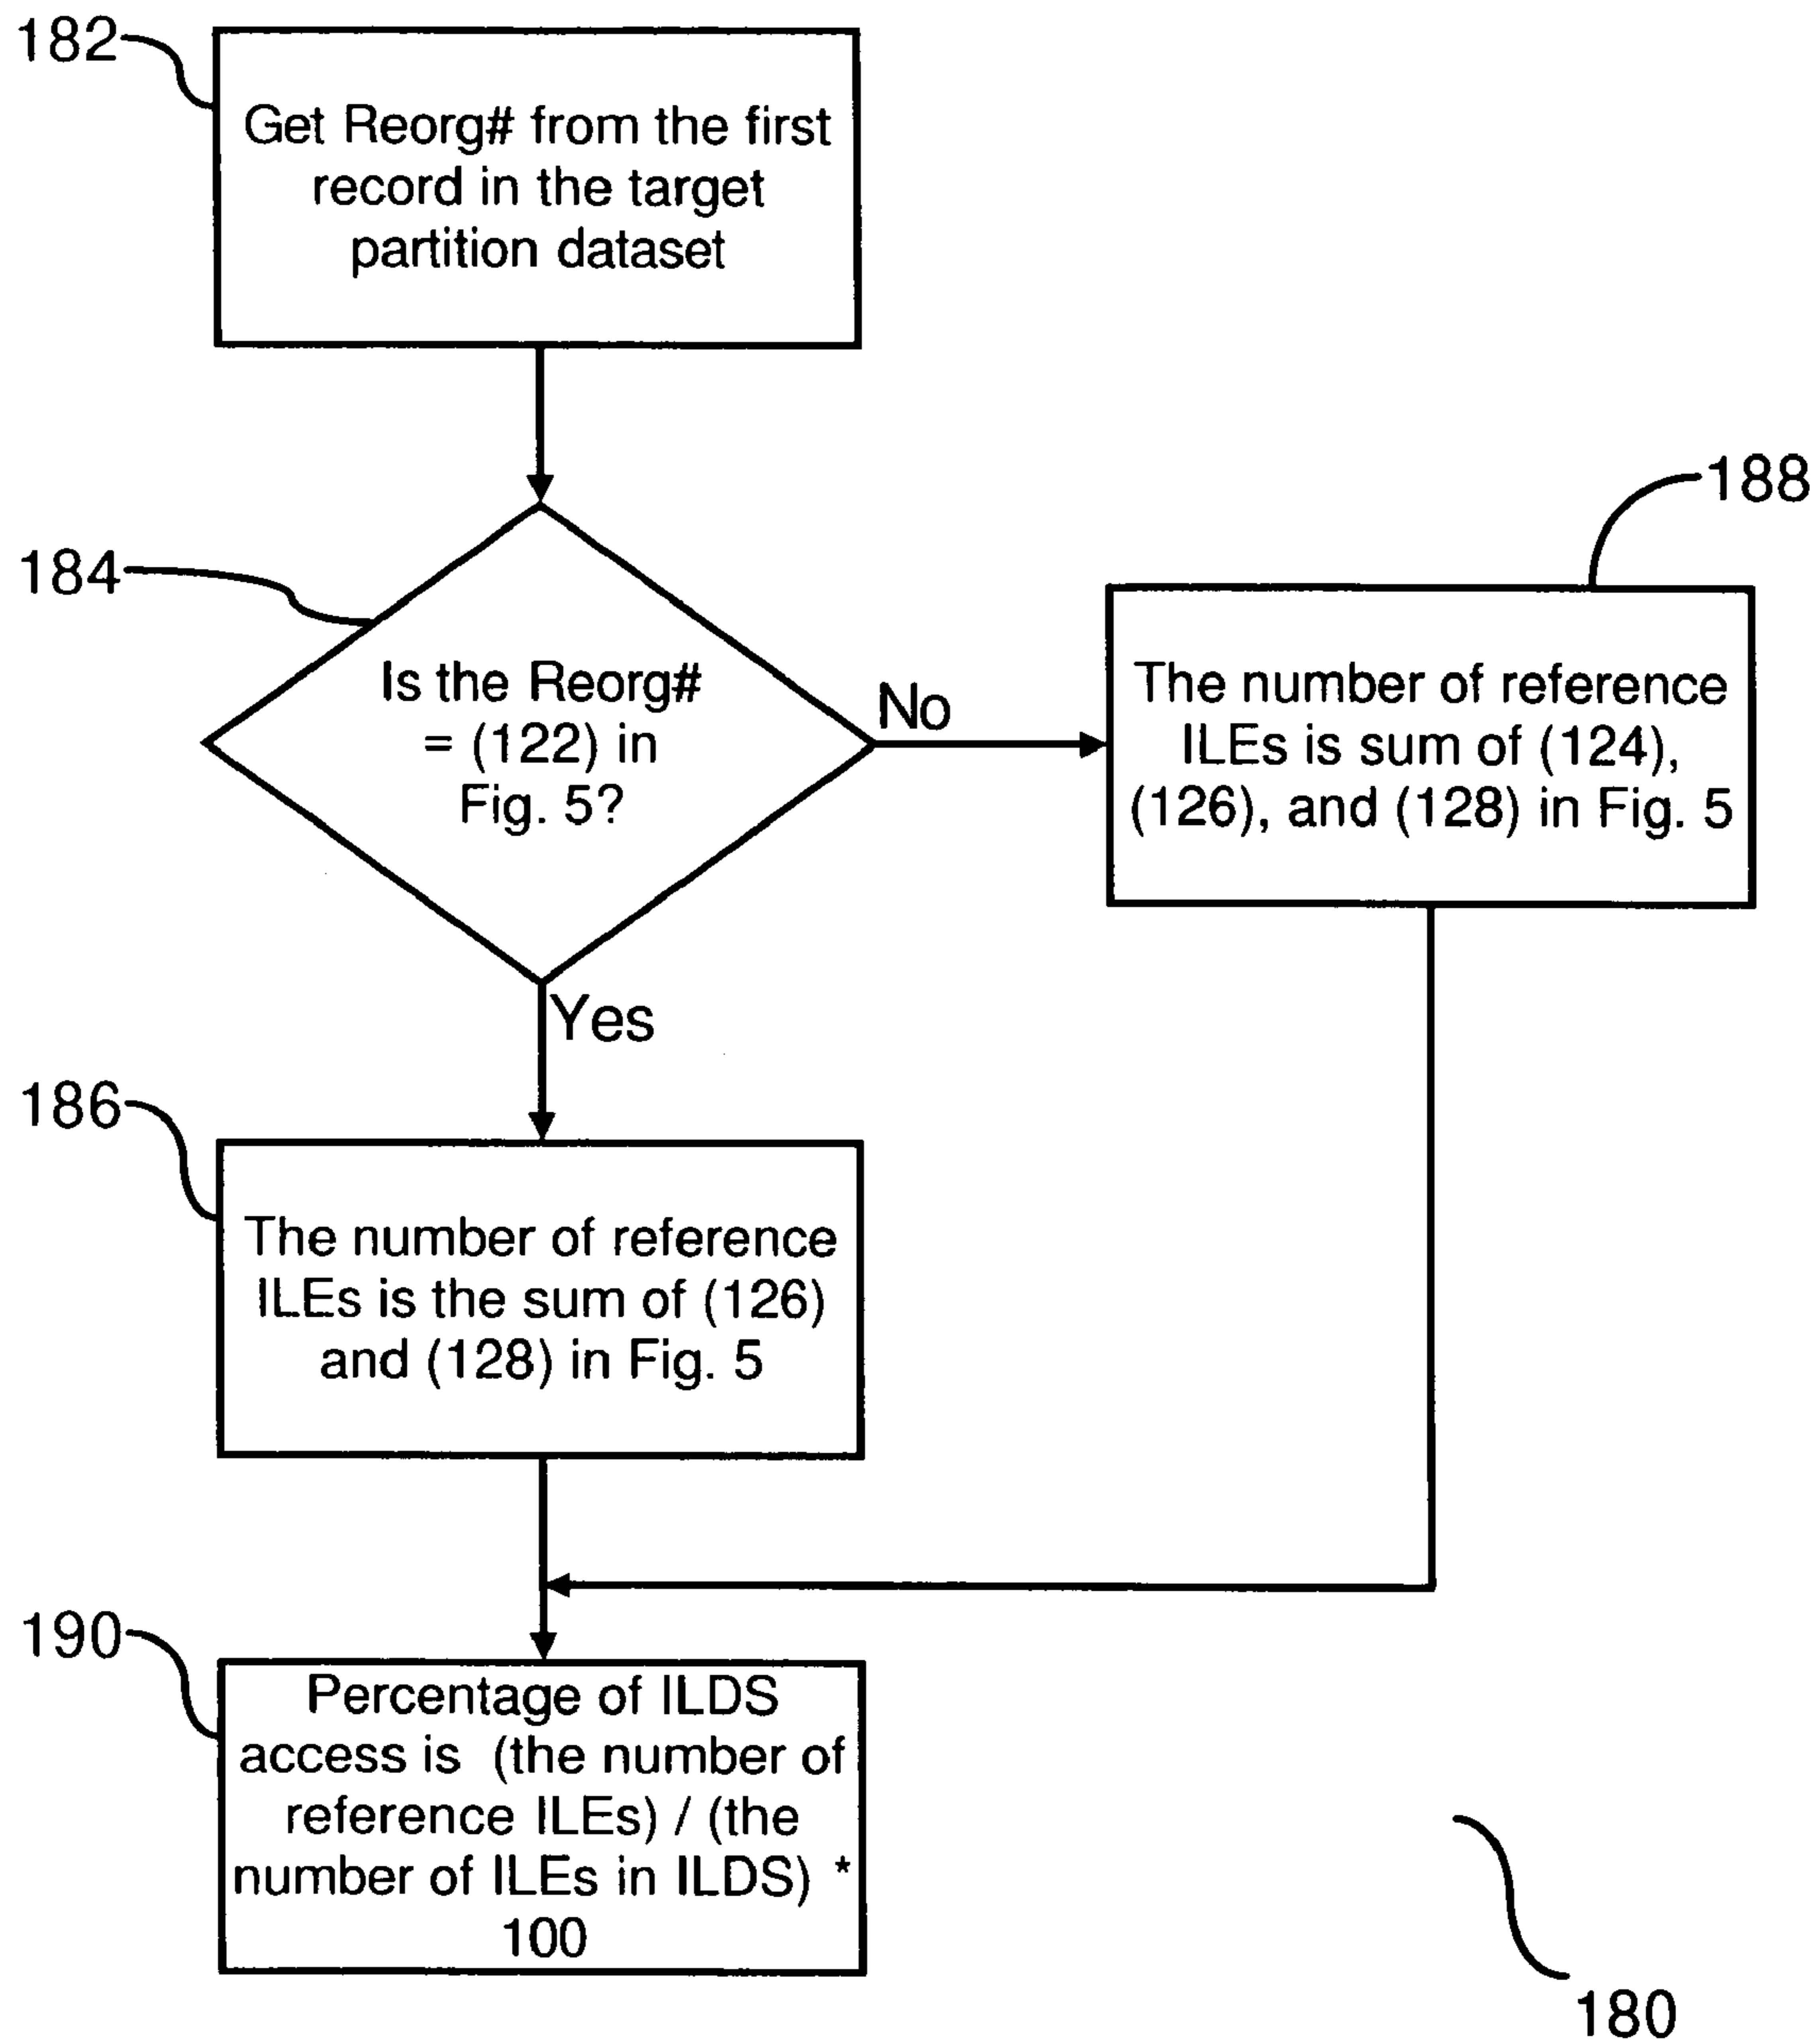 182
Get Reorg# from the first
record in the target
partition dataset
184
Is the Reorg#
= (122) in
Fig. 5?
No
188
The number of reference
ILEs is sum of (124),
(126), and (128) in Fig. 5
Yes
186
The number of reference
ILEs is the sum of (126)
and (128) in Fig. 5
190
Percentage of ILDS
access is (the number of
reference ILEs) / (the
number of ILEs in ILDS) *
100
180